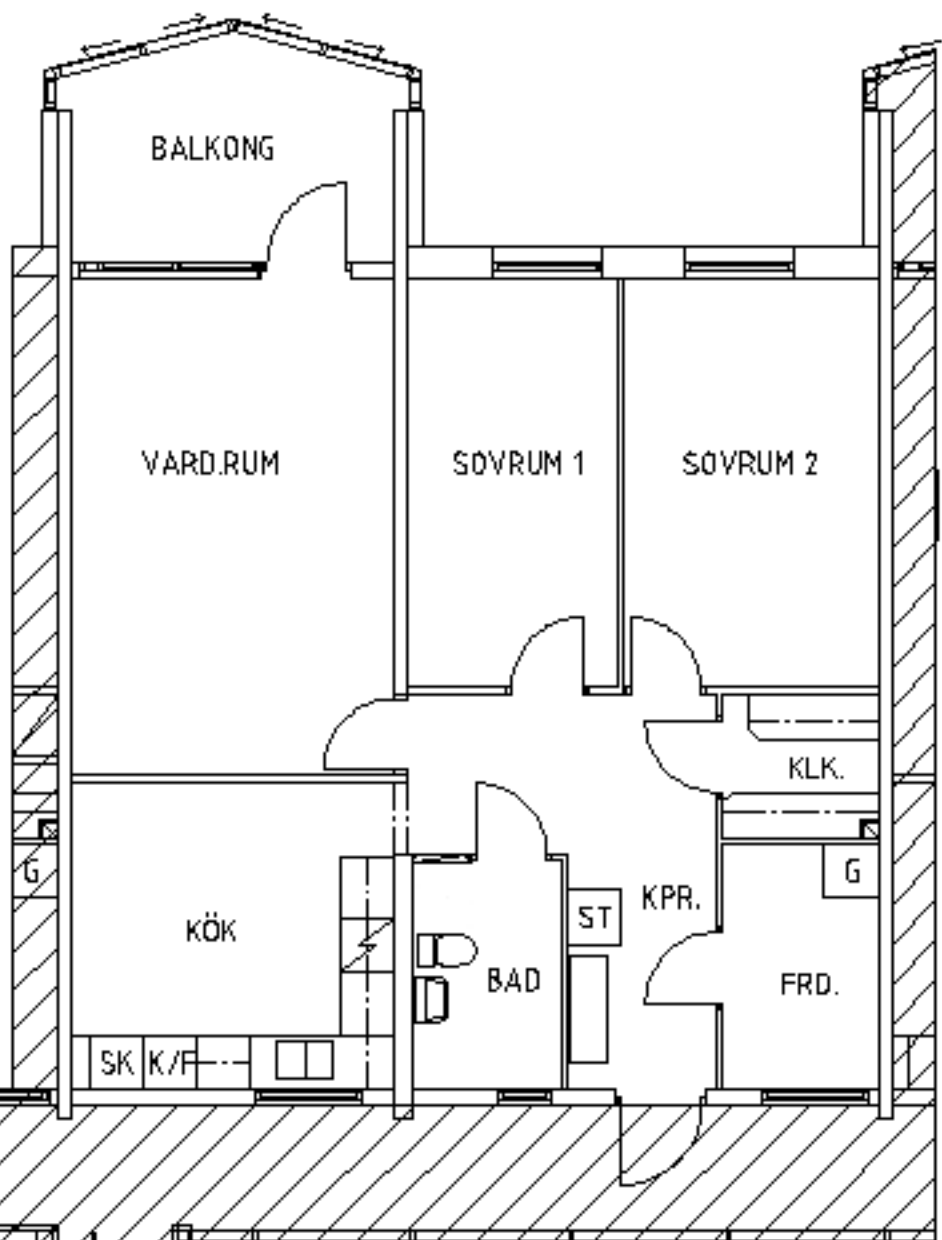 BALKONG
VARD.RUM
SOVRUM 1
SOVRUM 2
KLK.
G
G
KPR.
ST
KÖK
BAD
FRD.
SK
K/F